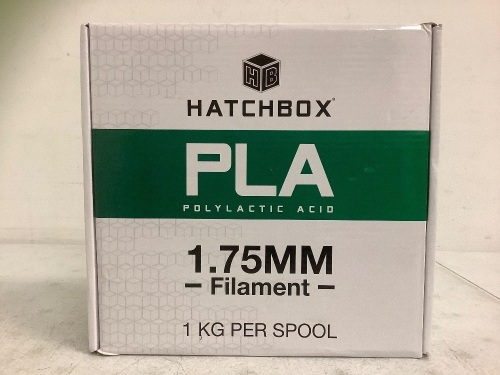 HB
HATCHBOX
PLA
POLYLACTIC ACID
1.75MM
- Filament -
1 KG PER SPOOL